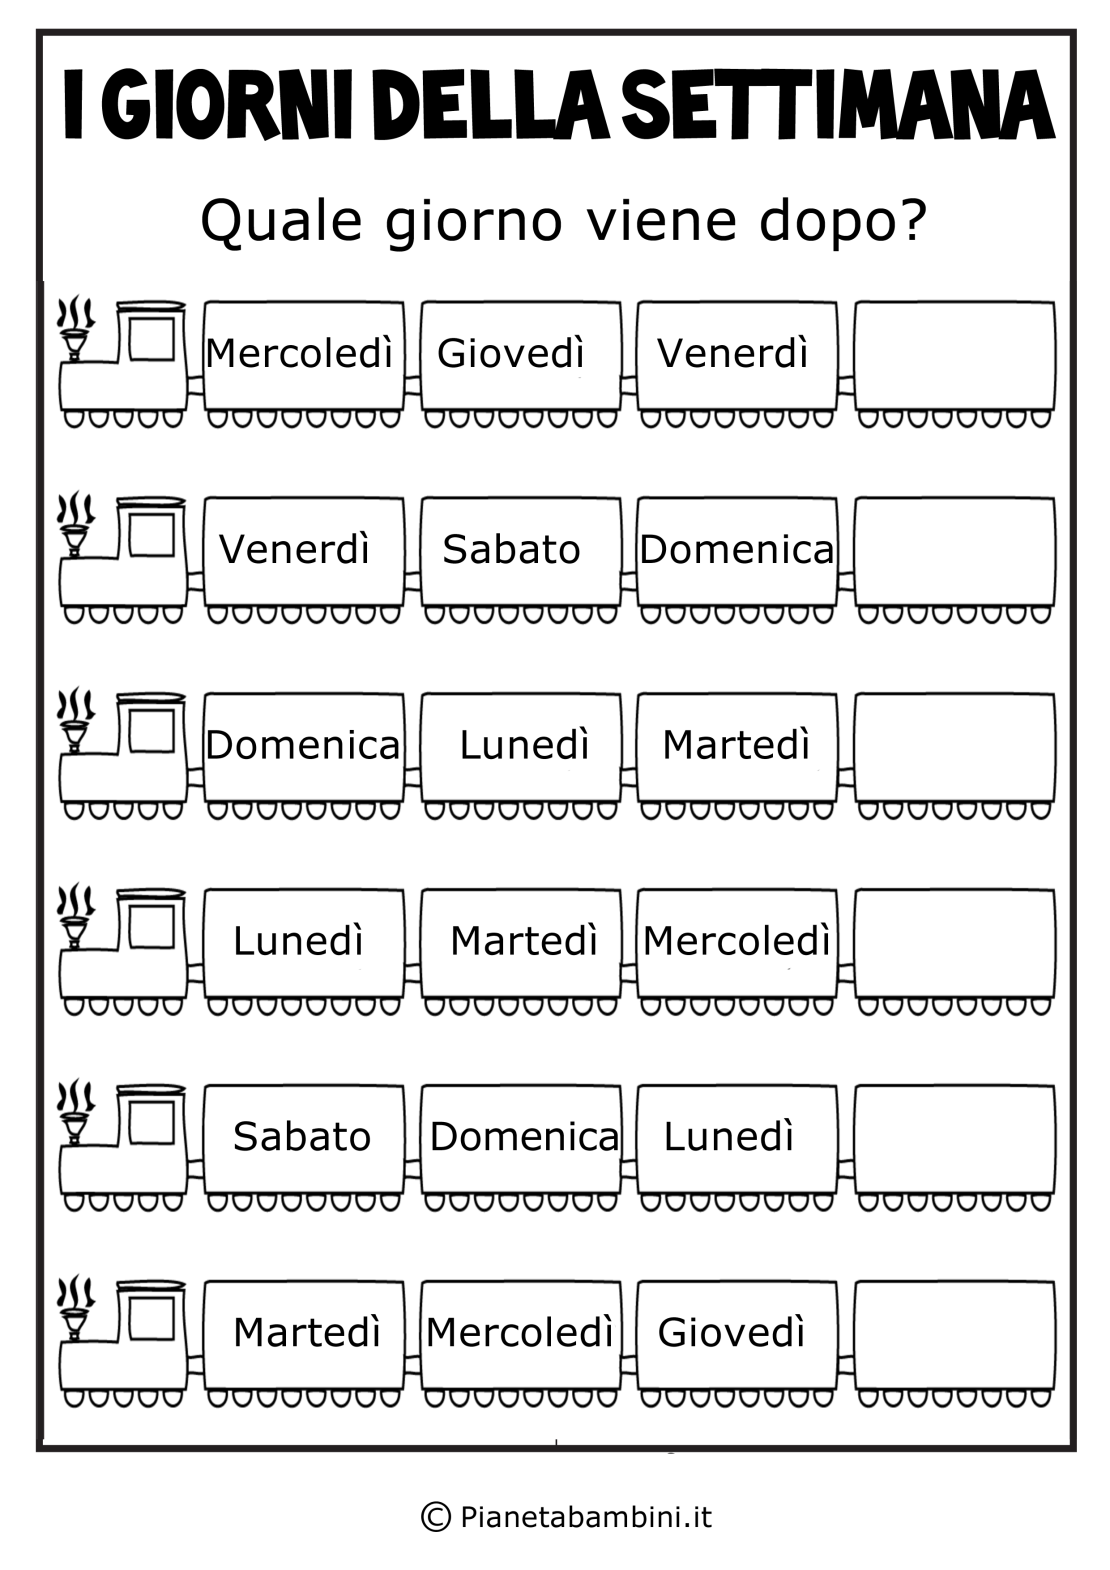 I GIORNI DELLA SETTIMANA
Quale giorno viene dopo?
Mercoledì Giovedì Venerdì
Venerdì Sabato Domenica
Domenica Lunedì Martedì
Lunedì Martedì Mercoledì
Sabato Domenica Lunedì
Martedì Mercoledì Giovedì
© Pianetabambini.it